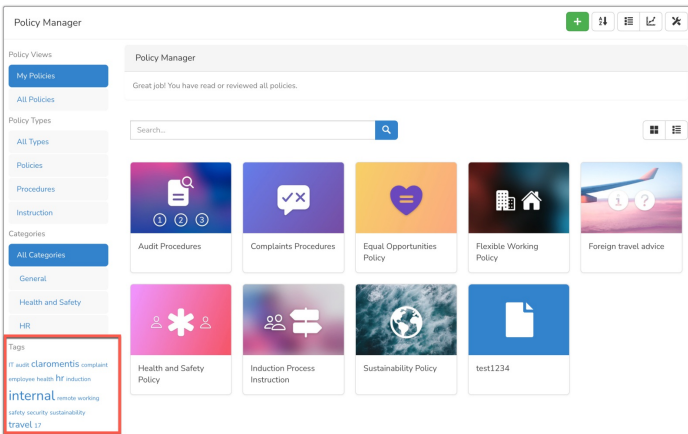 Policy Manager
Policy Views
My Policies
All Policies
Policy Types
All Types
Policies
Procedures
Instruction
Categories
All Categories
General
Health and Safety
HR
Tags
IT audit claromentis complaint
employee health hr induction
internal remote working
safety security sustainability
travel 17
Policy Manager
Great job! You have read or reviewed all policies.
Search...
1 2 3
Audit Procedures
Complaints Procedures
Equal Opportunities
Policy
Flexible Working
Policy
i ?
Foreign travel advice
Health and Safety
Policy
Induction Process
Instruction
Sustainability Policy
test1234